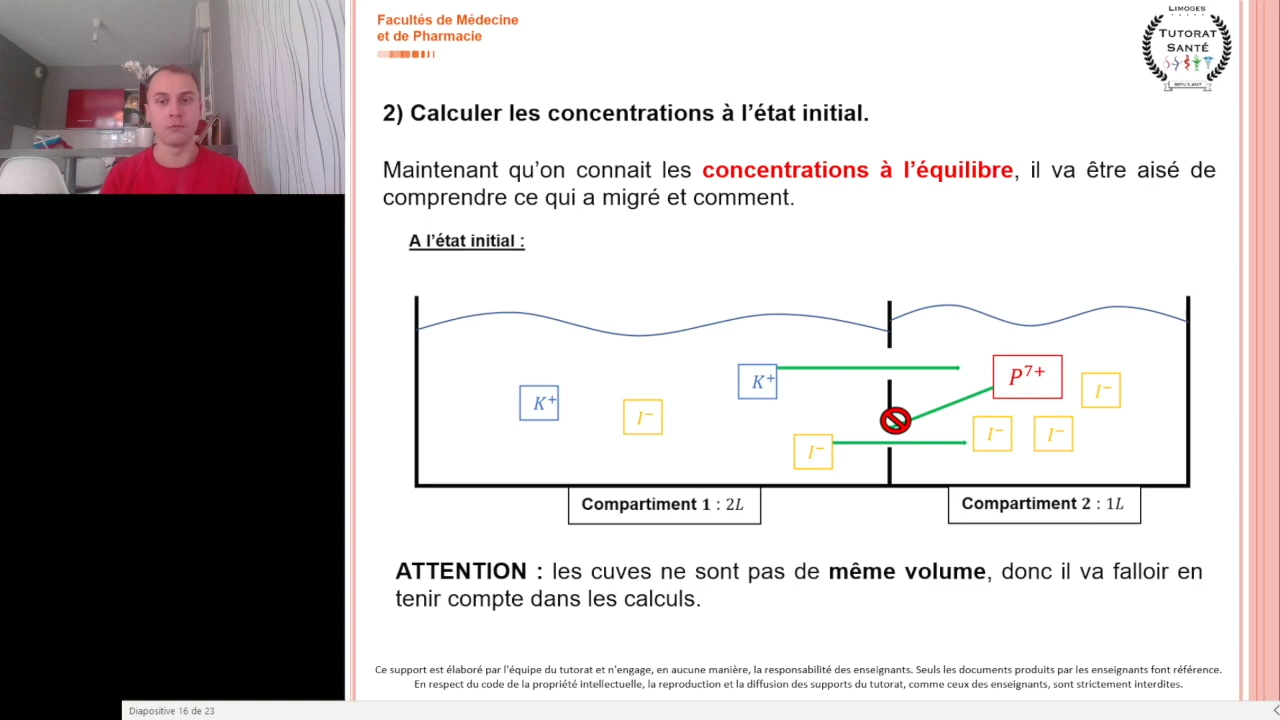 Facultés de Médecine
et de Pharmacie
LIMOGES
TUTORAT
SANTÉ
2) Calculer les concentrations à l'état initial.
Maintenant qu'on connait les concentrations à l'équilibre, il va être aisé de
comprendre ce qui a migré et comment.
A l'état initial :
K⁺
I⁻
K⁺
I⁻
P⁷⁺
I⁻
I⁻
I⁻
Compartiment 1 : 2L
Compartiment 2 : 1L
ATTENTION : les cuves ne sont pas de même volume, donc il va falloir en
tenir compte dans les calculs.
Ce support est élaboré par l'équipe du tutorat et n'engage, en aucune manière, la responsabilité des enseignants. Seuls les documents produits par les enseignants font référence.
En respect du code de la propriété intellectuelle, la reproduction et la diffusion des supports du tutorat, comme ceux des enseignants, sont strictement interdites.
Diapositive 16 de 23